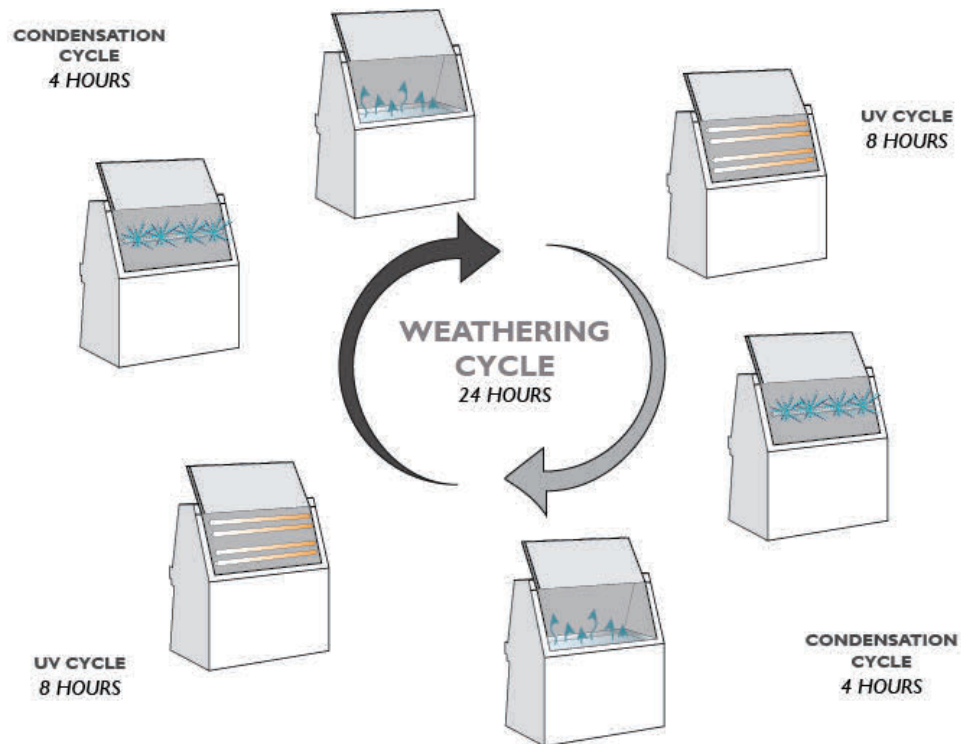 CONDENSATION
CYCLE
4 HOURS
UV CYCLE
8 HOURS
WEATHERING
CYCLE
24 HOURS
UV CYCLE
8 HOURS
CONDENSATION
CYCLE
4 HOURS